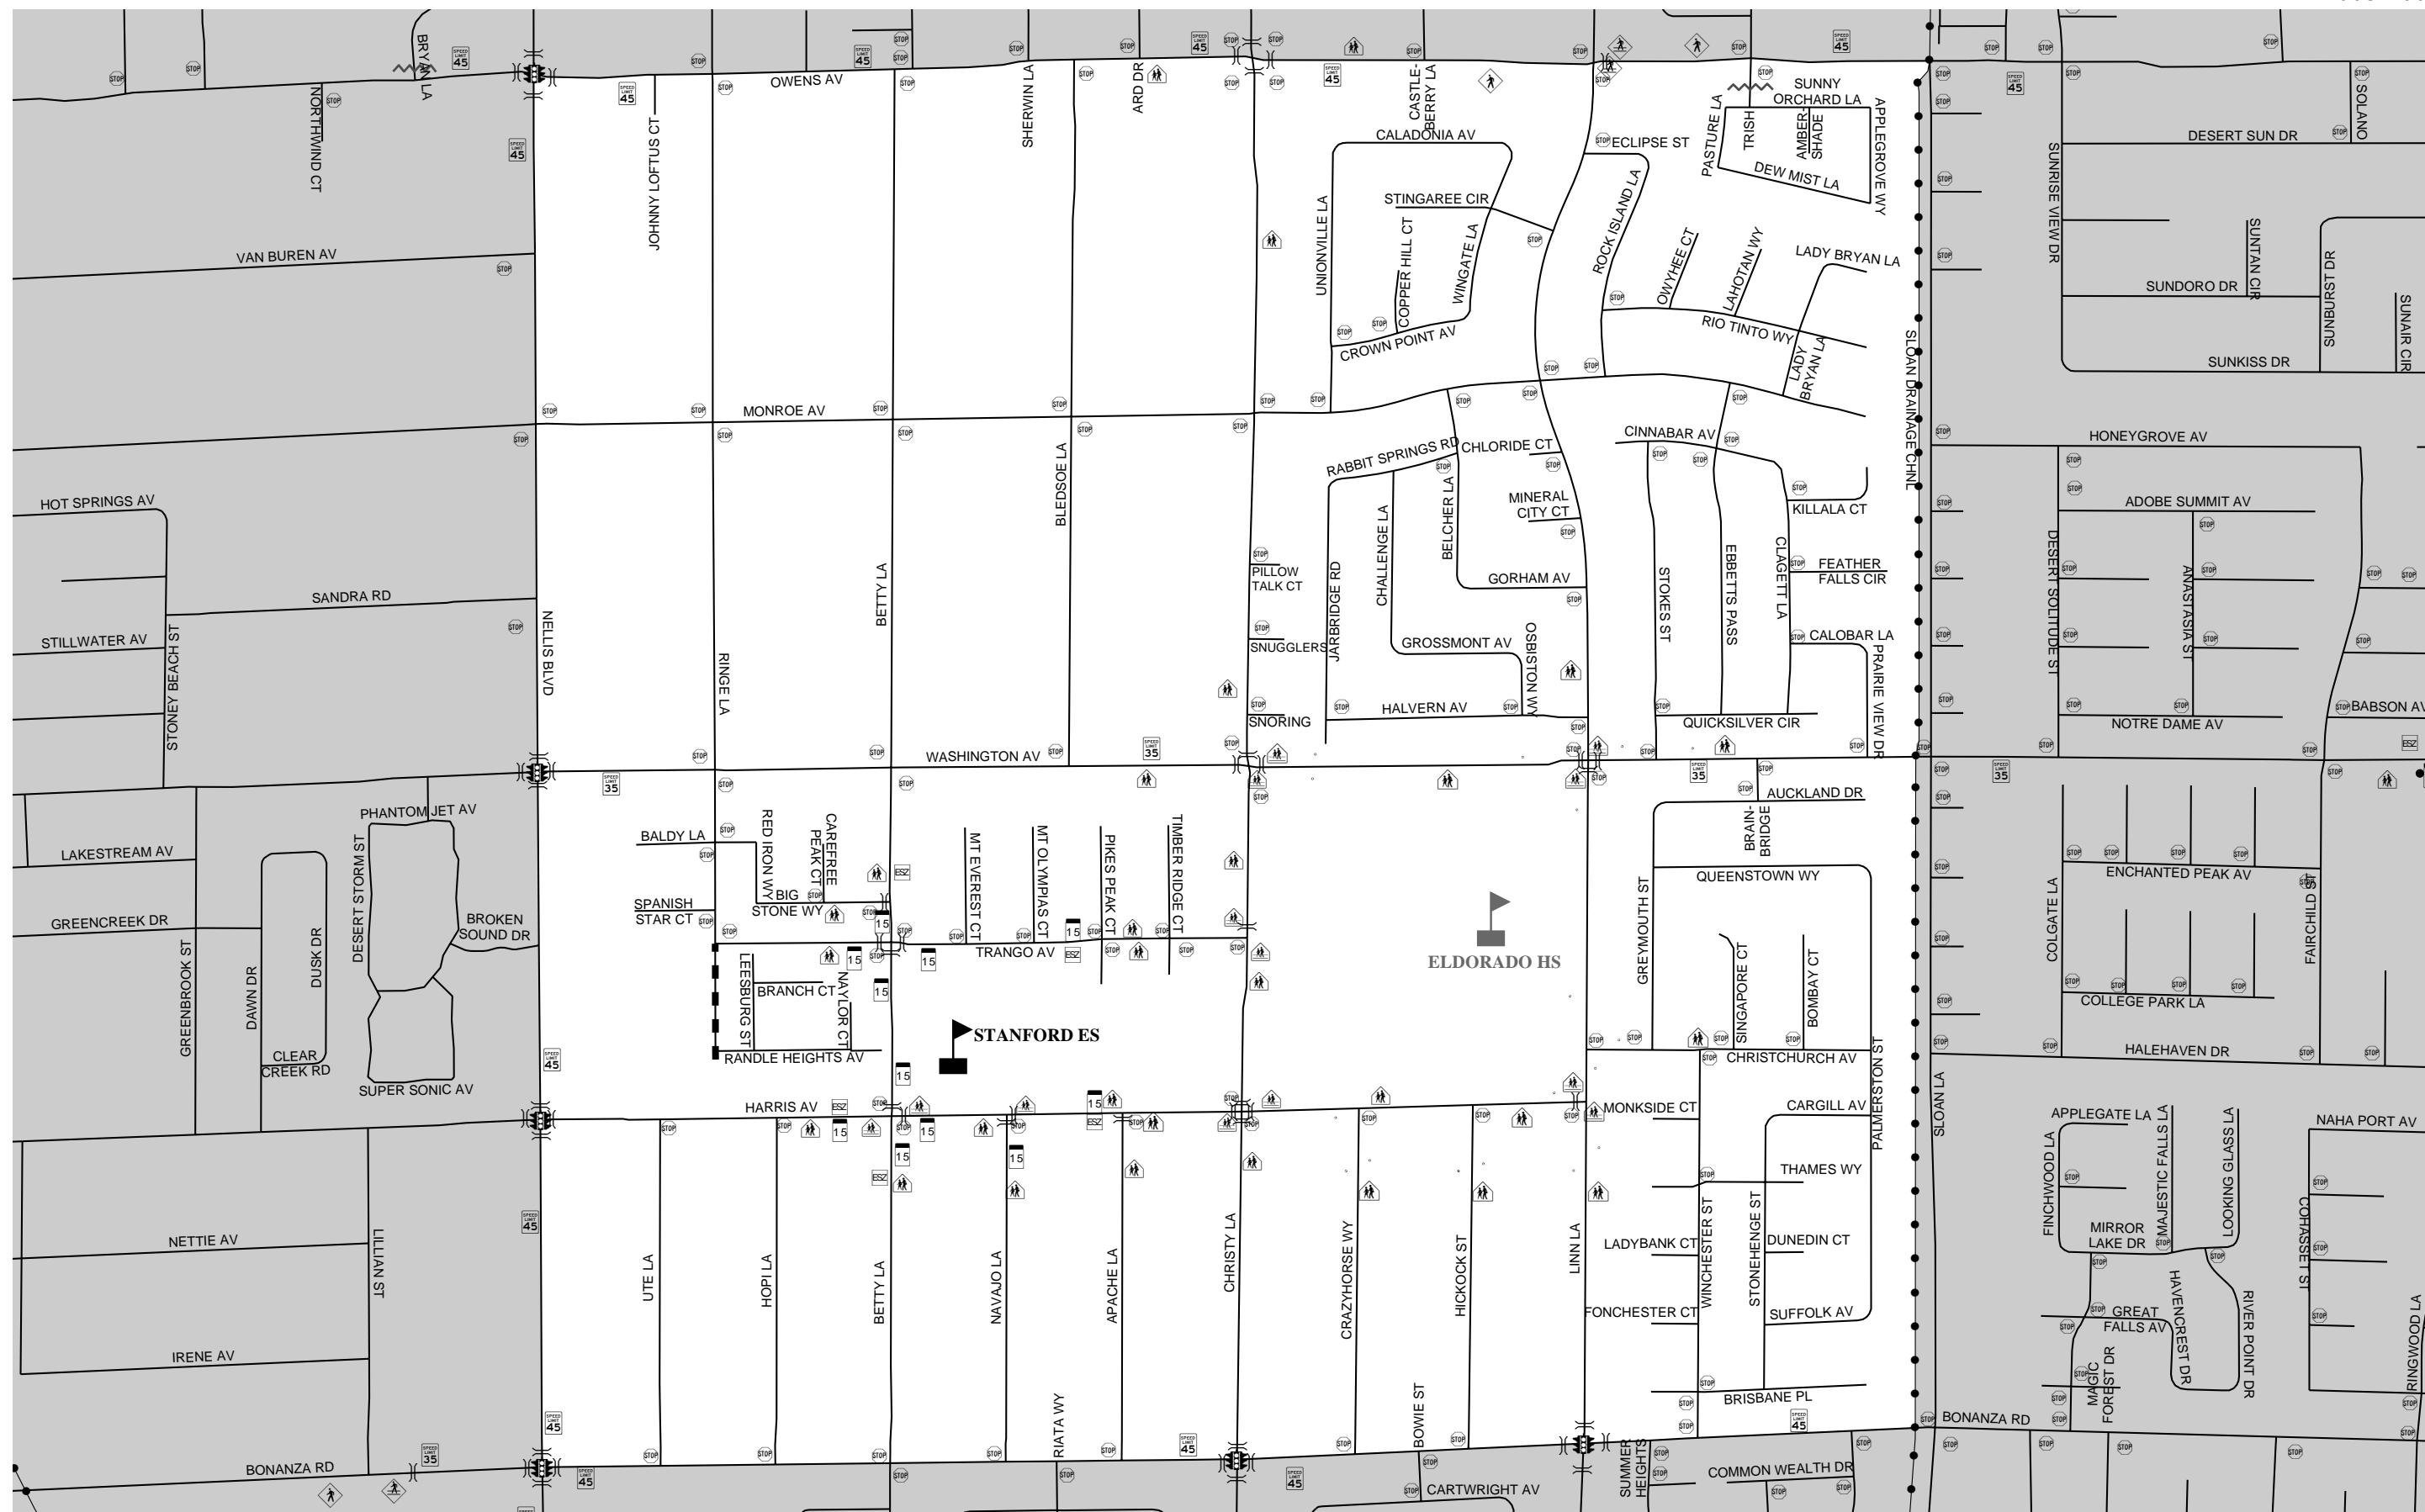 BRYAN LA
NORTHWIND CT
JOHNNY LOFTUS CT
OWENS AV
SHERWIN LA
ARD DR
CASTLE-
BERRY LA
CALADONIA AV
ECLIPSE ST
PASTURE LA
TRISH
SUNNY
ORCHARD LA
AMBER-
SHADE
APPLEGROVE WY
DEW MIST LA
SUNRISE VIEW DR
DESERT SUN DR
SOLANO
VAN BUREN AV
UNIONVILLE LA
STINGAREE CIR
COPPER HILL CT
WINGATE LA
ROCK ISLAND LA
OWYHEE CT
LAHOTAN WY
LADY BRYAN LA
RIO TINTO WY
LADY
BRYAN LA
CROWN POINT AV
SLOAN DRAINAGE CHNL
SUNDORO DR
SUNTAN CIR
SUNBURST DR
SUNAIR CIR
SUNKISS DR
MONROE AV
BLEDSOE LA
RABBIT SPRINGS RD
CHLORIDE CT
CINNABAR AV
HONEYGROVE AV
HOT SPRINGS AV
MINERAL
CITY CT
BELCHER LA
CHALLENGE LA
KILLALA CT
ADOBE SUMMIT AV
PILLOW
TALK CT
JARBRIDGE RD
GORHAM AV
STOKES ST
EBBETTS PASS
CLAGETT LA
FEATHER
FALLS CIR
DESERT SOLITUDE ST
ANASTASIA ST
SANDRA RD
STILLWATER AV
STONEY BEACH ST
NELLIS BLVD
RINGE LA
BETTY LA
SNUGGLERS
GROSSMONT AV
OSBISTON WY
CALOBAR LA
PRAIRIE VIEW DR
SNORING
HALVERN AV
QUICKSILVER CIR
NOTRE DAME AV
BABSON AV
WASHINGTON AV
PHANTOM JET AV
LAKESTREAM AV
DESERT STORM ST
BALDY LA
RED IRON WY
CAREFREE
PEAK CT
MT EVEREST CT
MT OLYMPIAS CT
PIKES PEAK CT
TIMBER RIDGE CT
AUCKLAND DR
BRAIN-
BRIDGE
QUEENSTOWN WY
GREYMOUTH ST
COLGATE LA
ENCHANTED PEAK AV
FAIRCHILD ST
GREENCREEK DR
BROKEN
SOUND DR
SPANISH
STAR CT
BIG
STONE WY
TRANGO AV
ELDORADO HS
GREENBROOK ST
DAWN DR
DUSK DR
LEESBURG ST
BRANCH CT
NAYLOR CT
SINGAPORE CT
BOMBAY CT
COLLEGE PARK LA
STANFORD ES
RANDLE HEIGHTS AV
CLEAR
CREEK RD
SUPER SONIC AV
CHRISTCHURCH AV
PALMERSTON ST
SLOAN LA
HALEHAVEN DR
HARRIS AV
MONKSIDE CT
CARGILL AV
APPLEGATE LA
MAJESTIC FALLS LA
LOOKING GLASS LA
NAHA PORT AV
FINCHWOOD LA
THAMES WY
NETTIE AV
LILLIAN ST
UTE LA
HOPI LA
BETTY LA
NAVAJO LA
APACHE LA
CHRISTY LA
CRAZYHORSE WY
HICKOCK ST
LINN LA
LADYBANK CT
WINCHESTER ST
STONEHENGE ST
DUNEDIN CT
MIRROR
LAKE DR
COHASSET ST
FONCHESTER CT
SUFFOLK AV
GREAT
FALLS AV
HAVENCREST DR
RIVER POINT DR
IRENE AV
MAGIC
FOREST DR
RINGWOOD LA
RIATA WY
BOWIE ST
BRISBANE PL
BONANZA RD
BONANZA RD
SUMMER
HEIGHTS
COMMON WEALTH DR
CARTWRIGHT AV